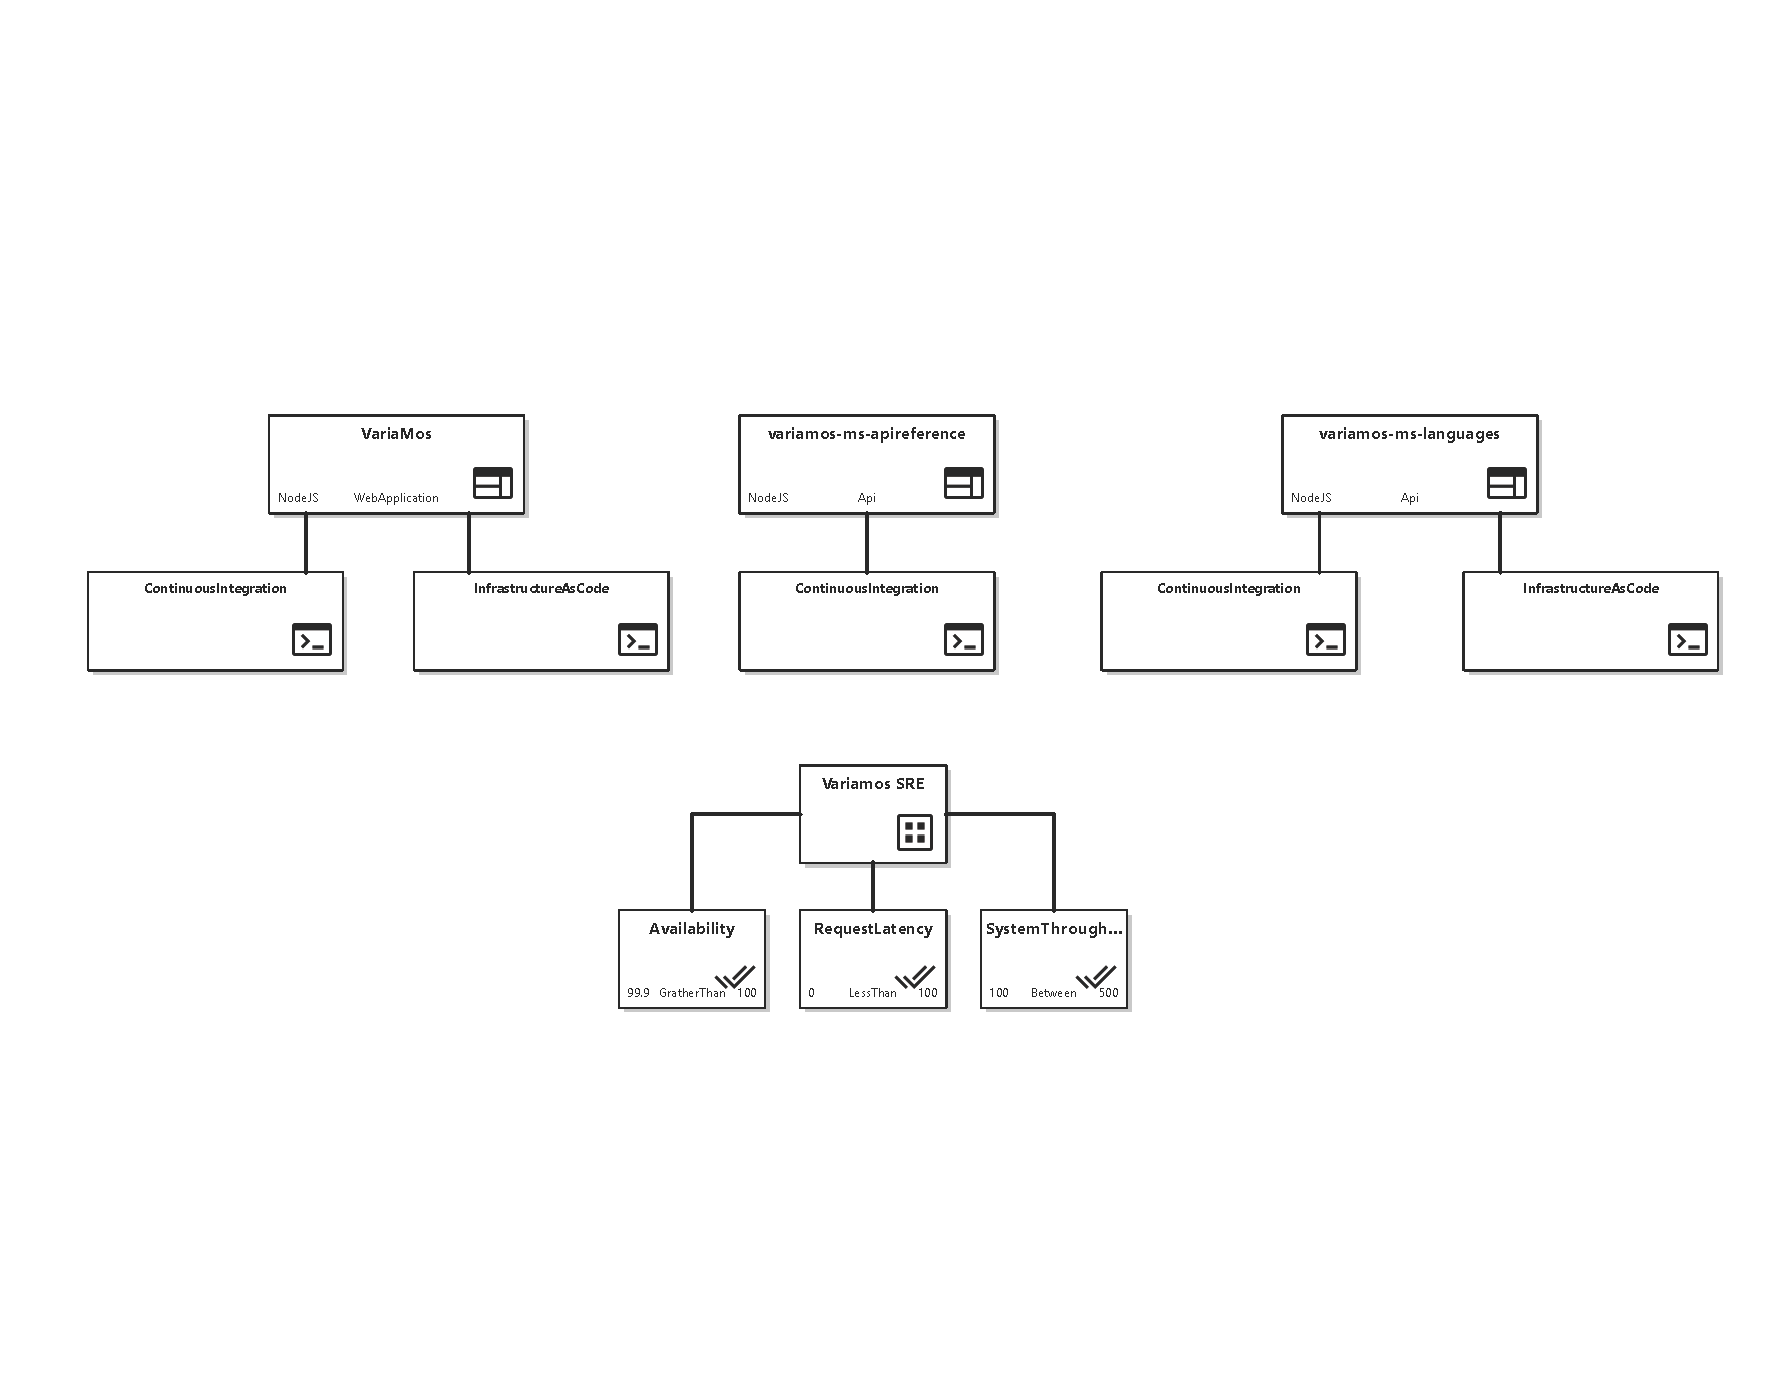 VariaMos
NodeJS WebApplication
variamos-ms-apireference
NodeJS Api
variamos-ms-languages
NodeJS Api
ContinuousIntegration
InfrastructureAsCode
ContinuousIntegration
ContinuousIntegration
InfrastructureAsCode
Variamos SRE
Availability
99.9 GratherThan 100
RequestLatency
0 LessThan 100
SystemThrough...
100 Between 500